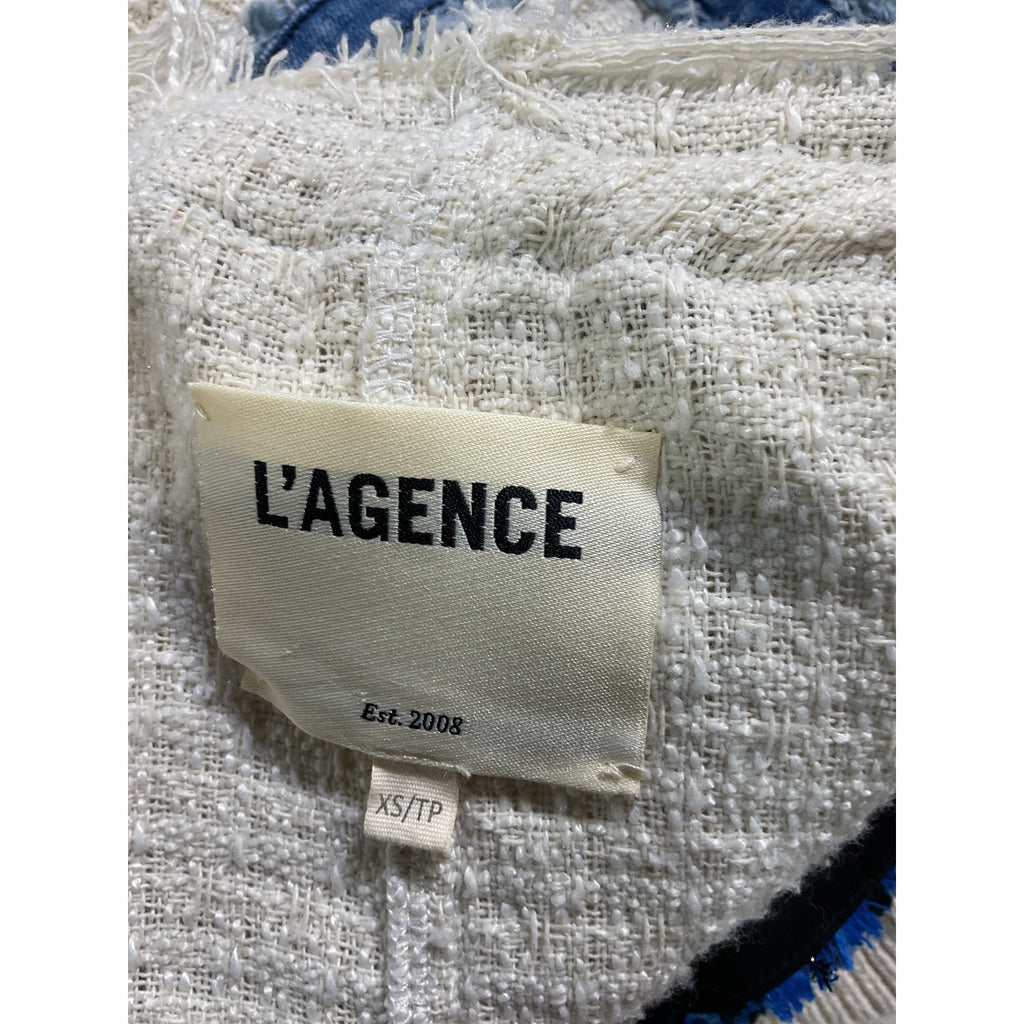 L'AGENCE
Est. 2008
XS/TP